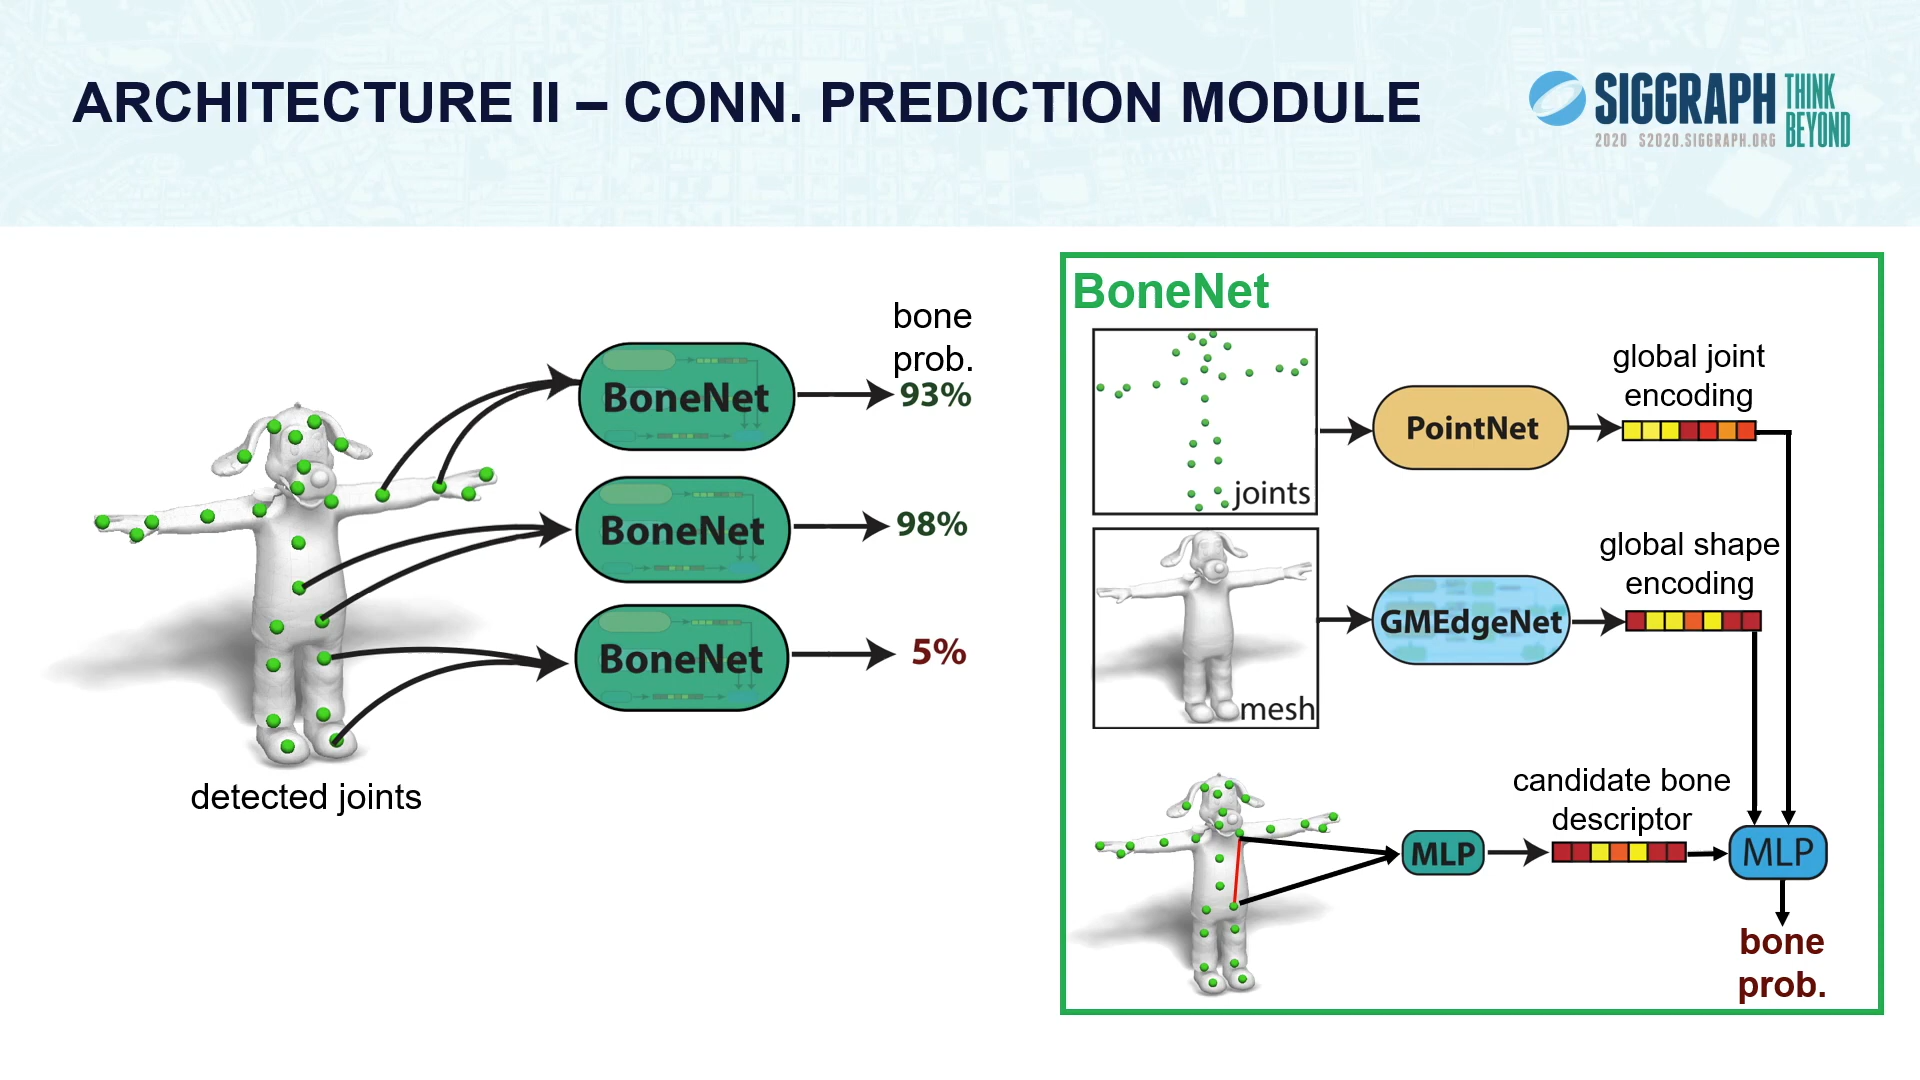 ARCHITECTURE II – CONN. PREDICTION MODULE
SIGGRAPH
THINK
BEYOND
2020 S2020.SIGGRAPH.ORG
bone
prob.
BoneNet
93%
BoneNet
98%
BoneNet
5%
detected joints
BoneNet
joints
PointNet
global joint
encoding
mesh
GMEdgeNet
global shape
encoding
MLP
candidate bone
descriptor
MLP
bone
prob.